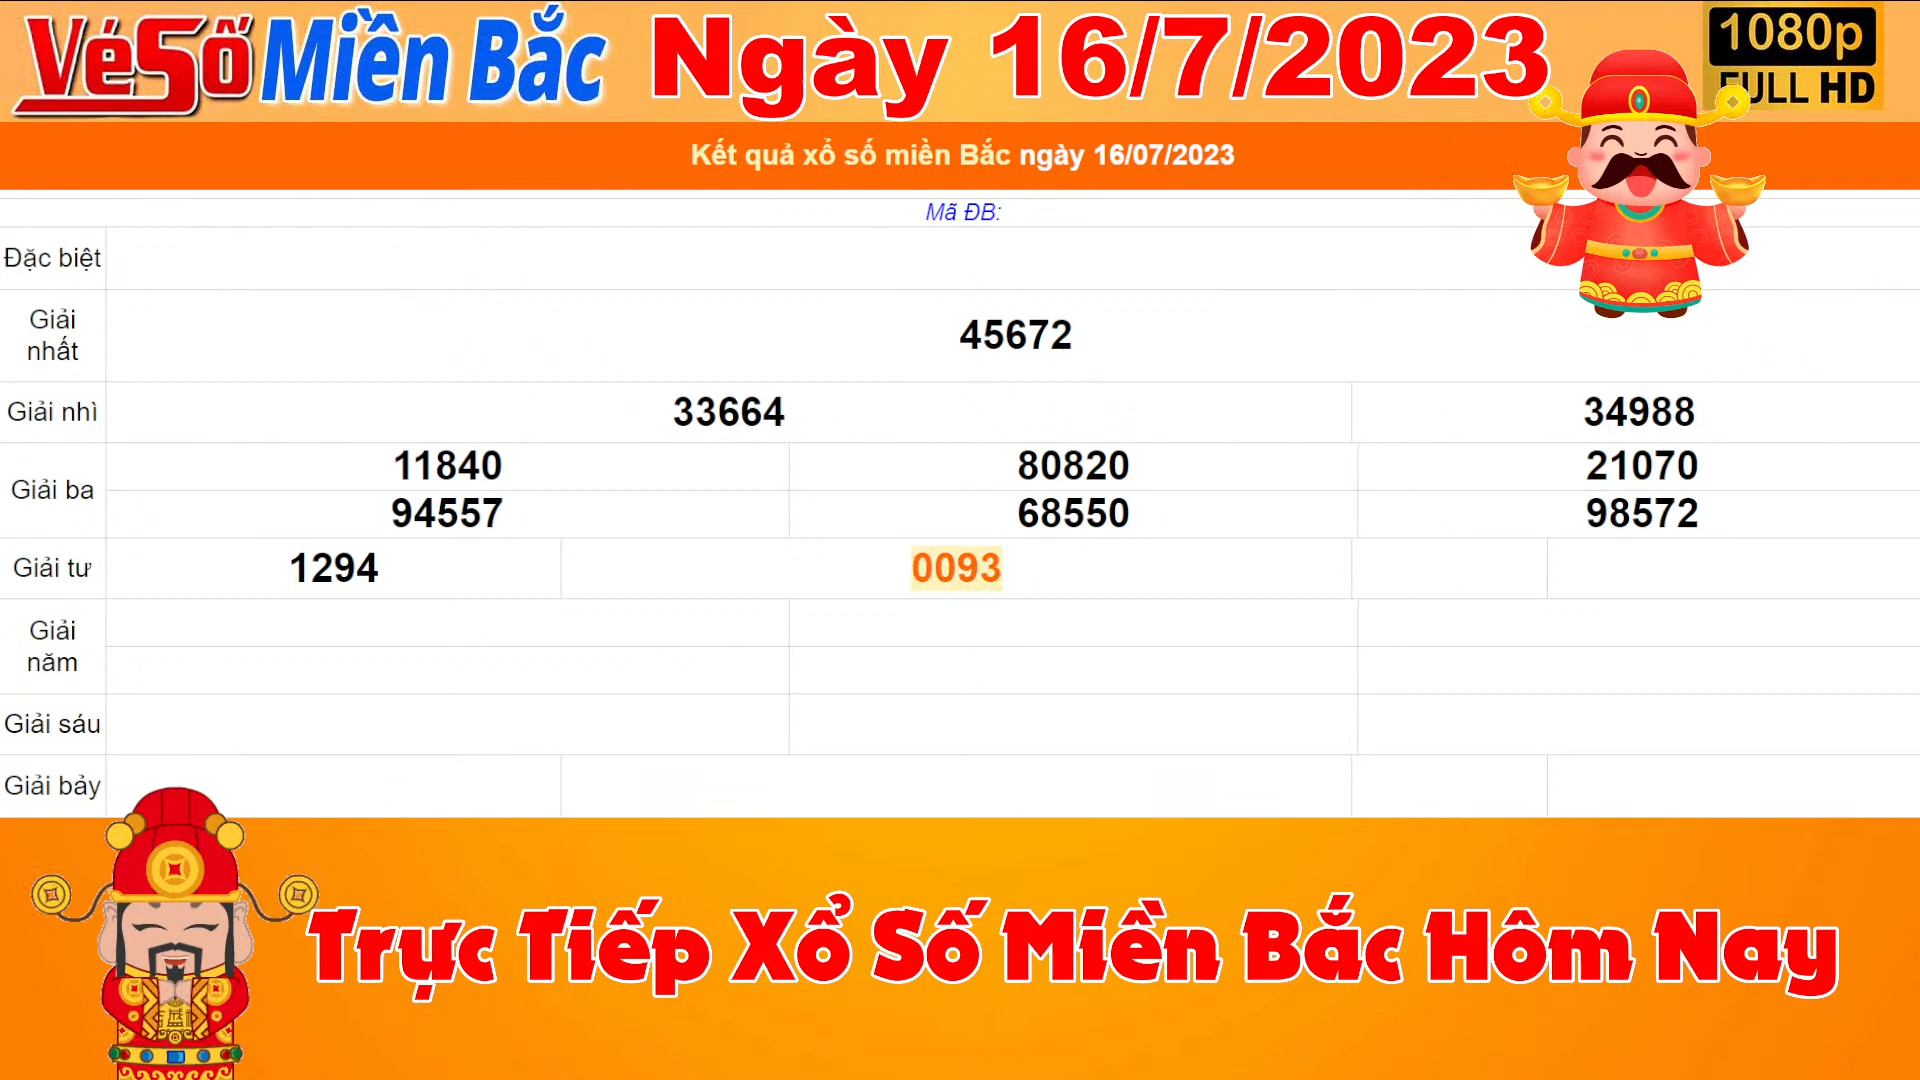 VéSố Miền Bắc Ngày 16/7/2023
1080p
FULL HD
Kết quả xổ số miền Bắc ngày 16/07/2023
Mã ĐB:
Đặc biệt
Giải nhất 45672
Giải nhì 33664 34988
Giải ba 11840 80820 21070
94557 68550 98572
Giải tư 1294 0093
Giải năm
Giải sáu
Giải bảy
Trực Tiếp Xổ Số Miền Bắc Hôm Nay